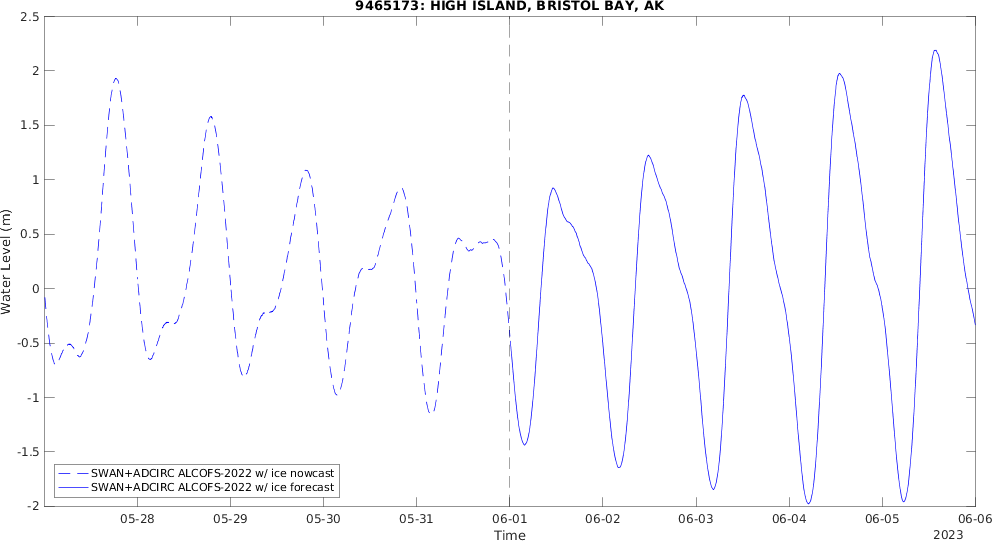 9465173: HIGH ISLAND, BRISTOL BAY, AK
2.5
2
1.5
1
0.5
0
-0.5
-1
-1.5
-2
Water Level (m)
SWAN+ADCIRC ALCOFS-2022 w/ ice nowcast
SWAN+ADCIRC ALCOFS-2022 w/ ice forecast
05-28 05-29 05-30 05-31 06-01 06-02 06-03 06-04 06-05 06-06
Time
2023